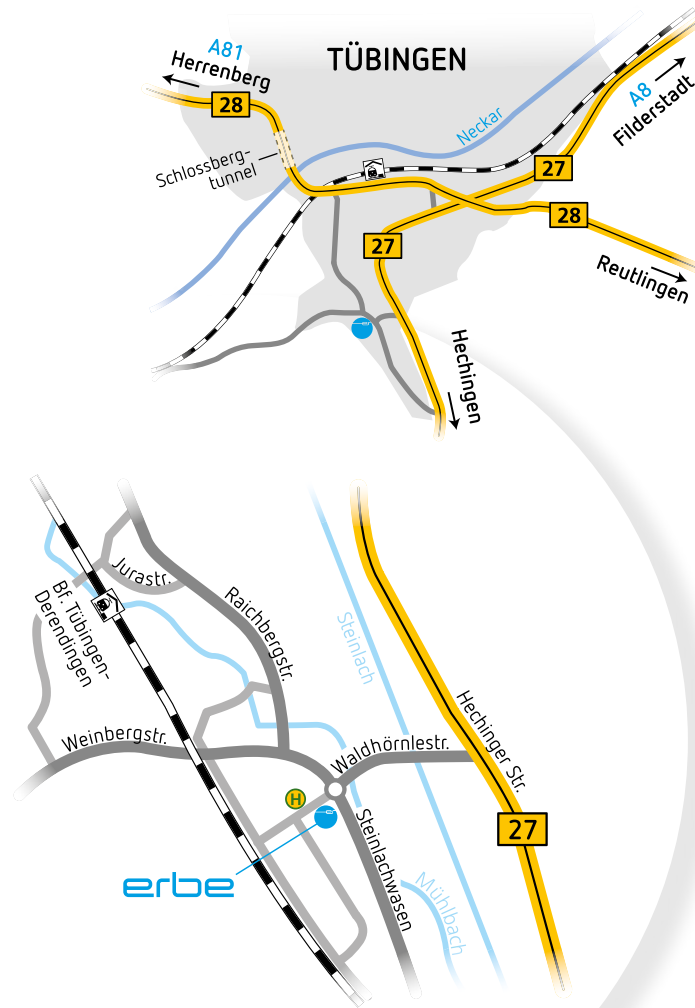 TÜBINGEN
A81
Herrenberg
28
A8
Filderstadt
Neckar
Schlossberg-
tunnel
27
28
27
Reutlingen
Hechingen
Jurastr.
Bf. Tübingen-
Derendingen
Raichbergstr.
Steinlach
Hechinger Str.
Weinbergstr.
Waldhörnlestr.
H
27
Steinlachwasen
erbe
Mühlbach